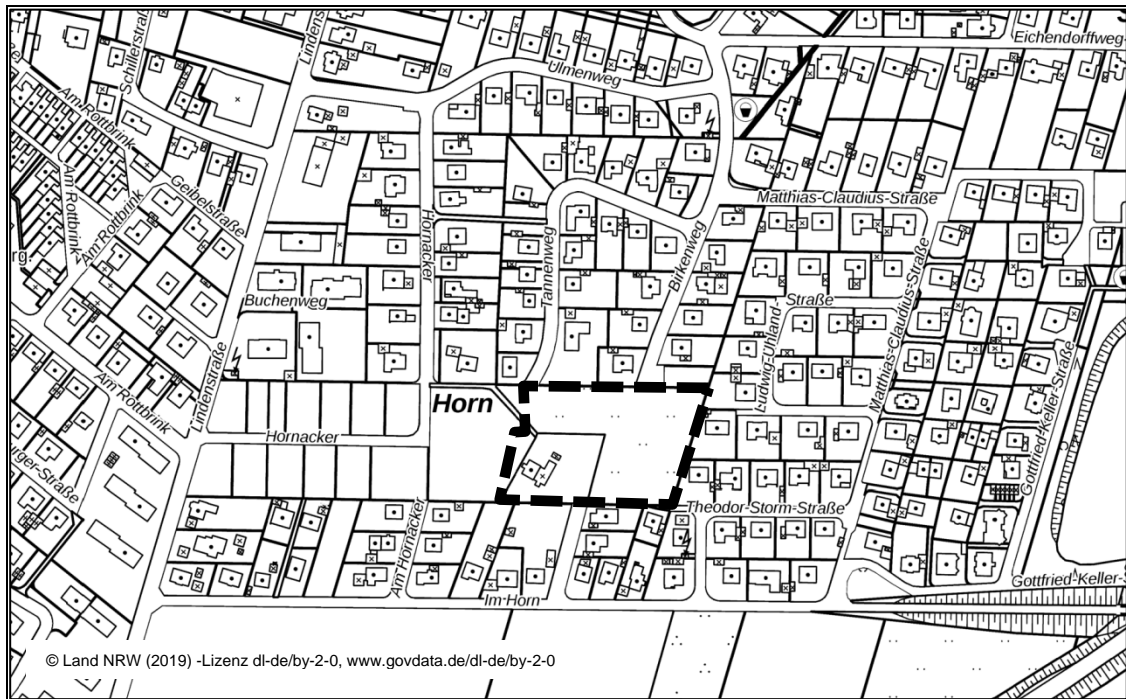 Eichendorffweg
Schillerstraße
Lindenstraße
Ulmenweg
Am Rottbrink
Am Rottbrink
Am Rottbrink
Geibelstraße
Matthias-Claudius-Straße
Hornacker
Tannenweg
Birkenweg
Matthias-Claudius-Straße
Buchenweg
Straße
Ludwig-Uhland-
Lindenstraße
Gottfried-Keller-Straße
Am Rottbrink
Horn
Hornacker
urger-Straße
Theodor-Storm-Straße
Am Hornacker
Im Horn
Gottfried-Keller-S
© Land NRW (2019) -Lizenz dl-de/by-2-0, www.govdata.de/dl-de/by-2-0